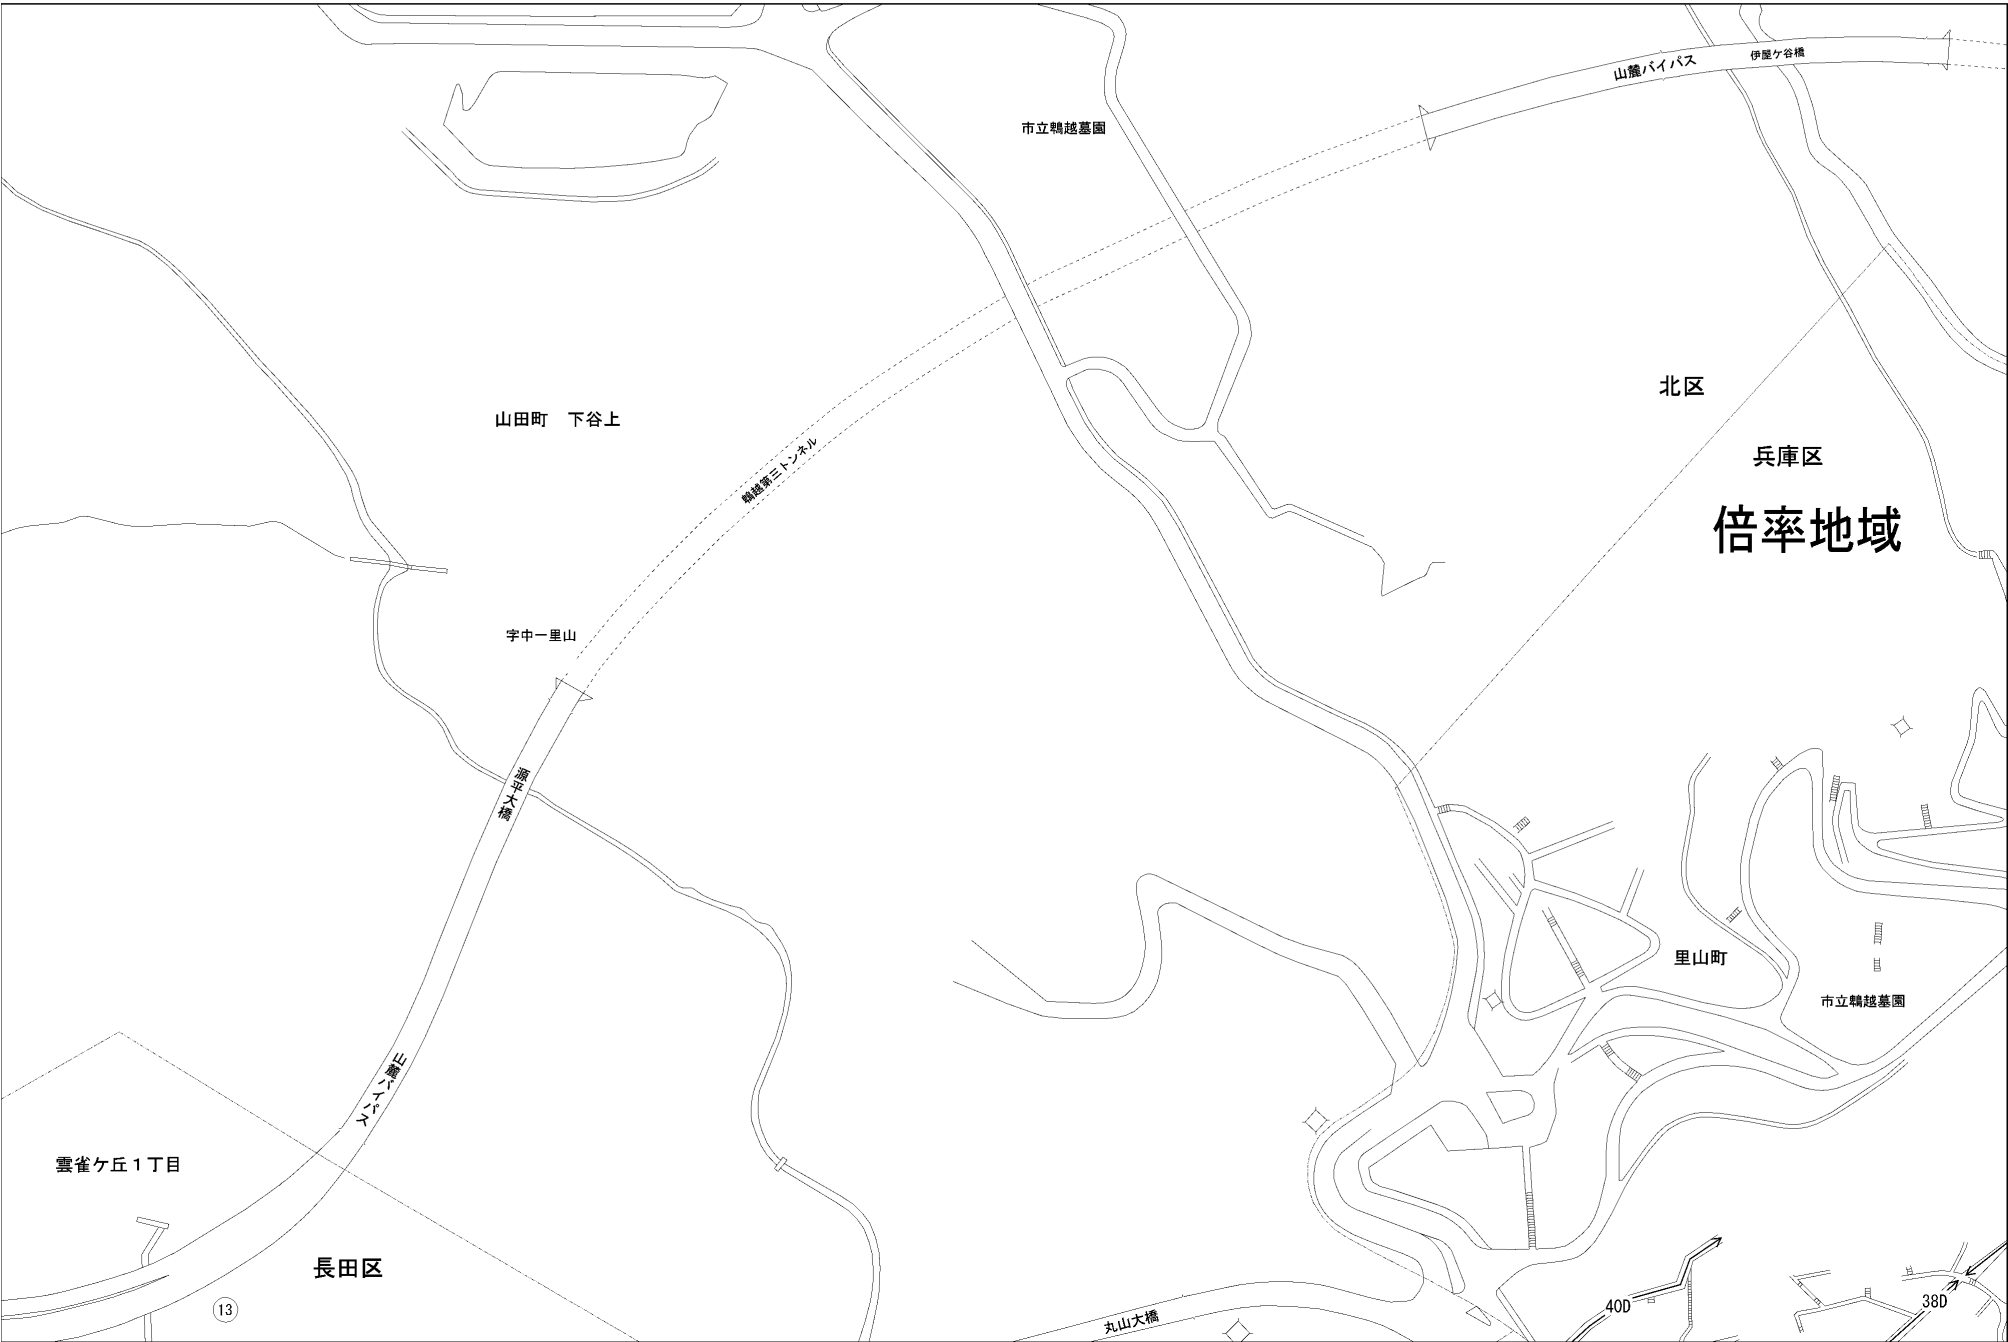 伊屋ケ谷橋
山麓バイパス
市立鵯越墓園
北区
山田町　下谷上
兵庫区
鵯越第三トンネル
倍率地域
字中一里山
源平大橋
里山町
市立鵯越墓園
山麓バイパス
雲雀ケ丘１丁目
長田区
13
40D
38D
丸山大橋